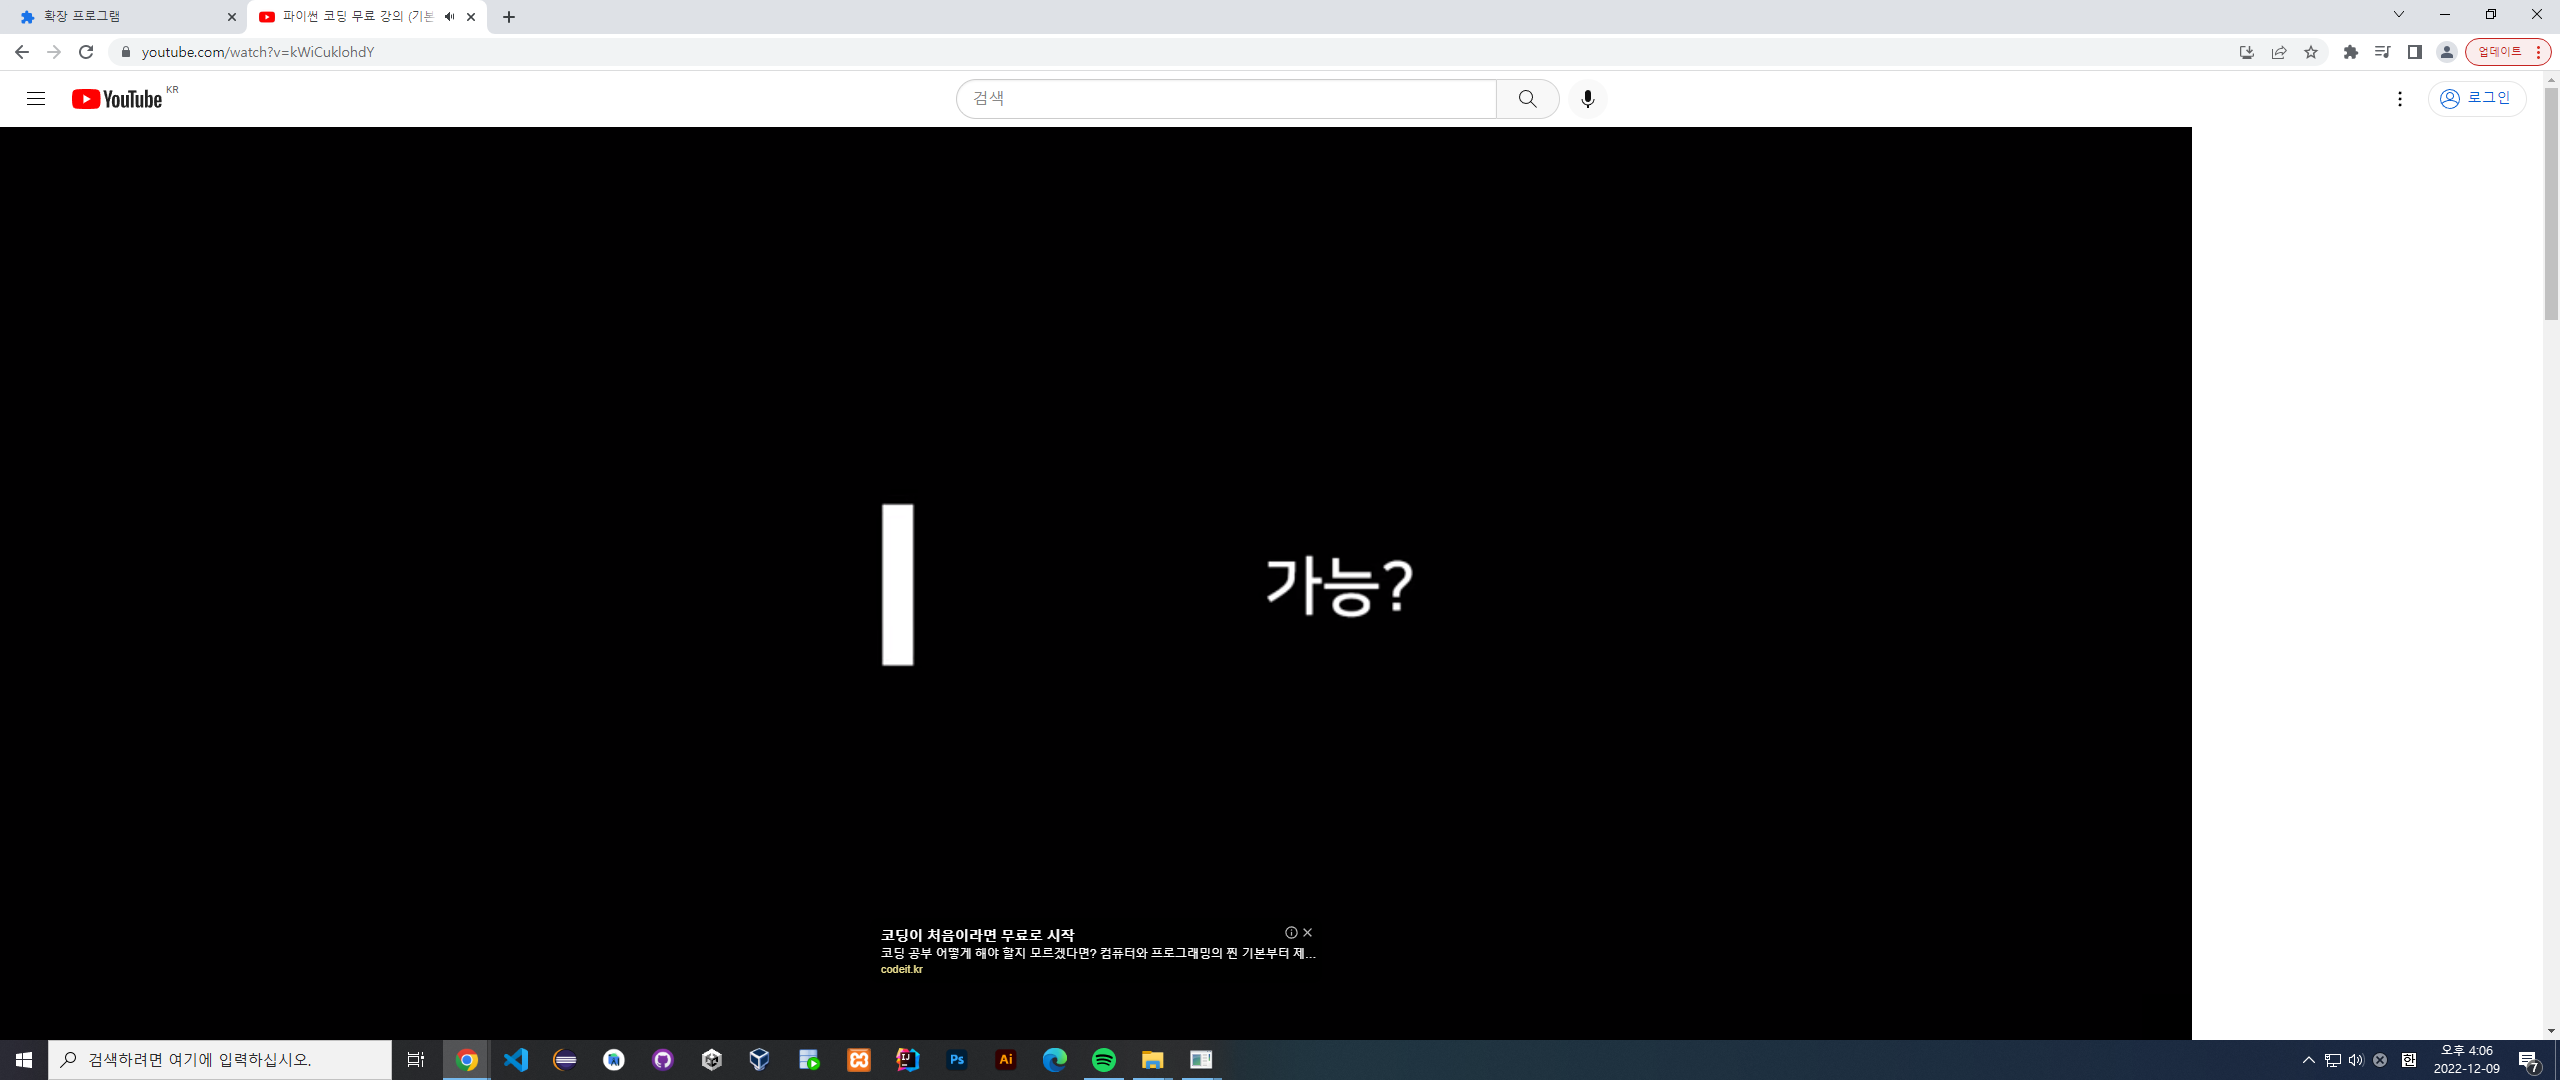 확장 프로그램
파이썬 코딩 무료 강의 (기본
youtube.com/watch?v=kWiCuklohdY
업데이트
YouTube KR
검색
로그인
가능?
코딩이 처음이라면 무료로 시작
코딩 공부 어떻게 해야 할지 모르겠다면? 컴퓨터와 프로그래밍의 찐 기본부터 제...
codeit.kr
검색하려면 여기에 입력하십시오.
Ps
Ai
한
오후 4:06
2022-12-09
7